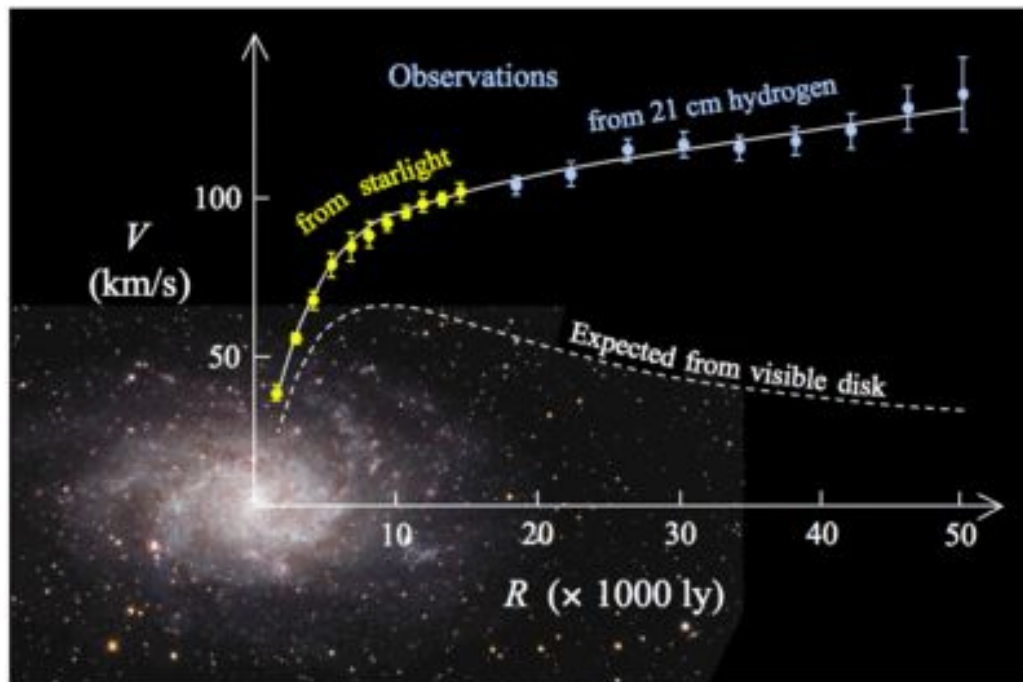 Observations
from 21 cm hydrogen
from starlight
100
V
(km/s)
50
Expected from visible disk
10
20
30
40
50
R (× 1000 ly)